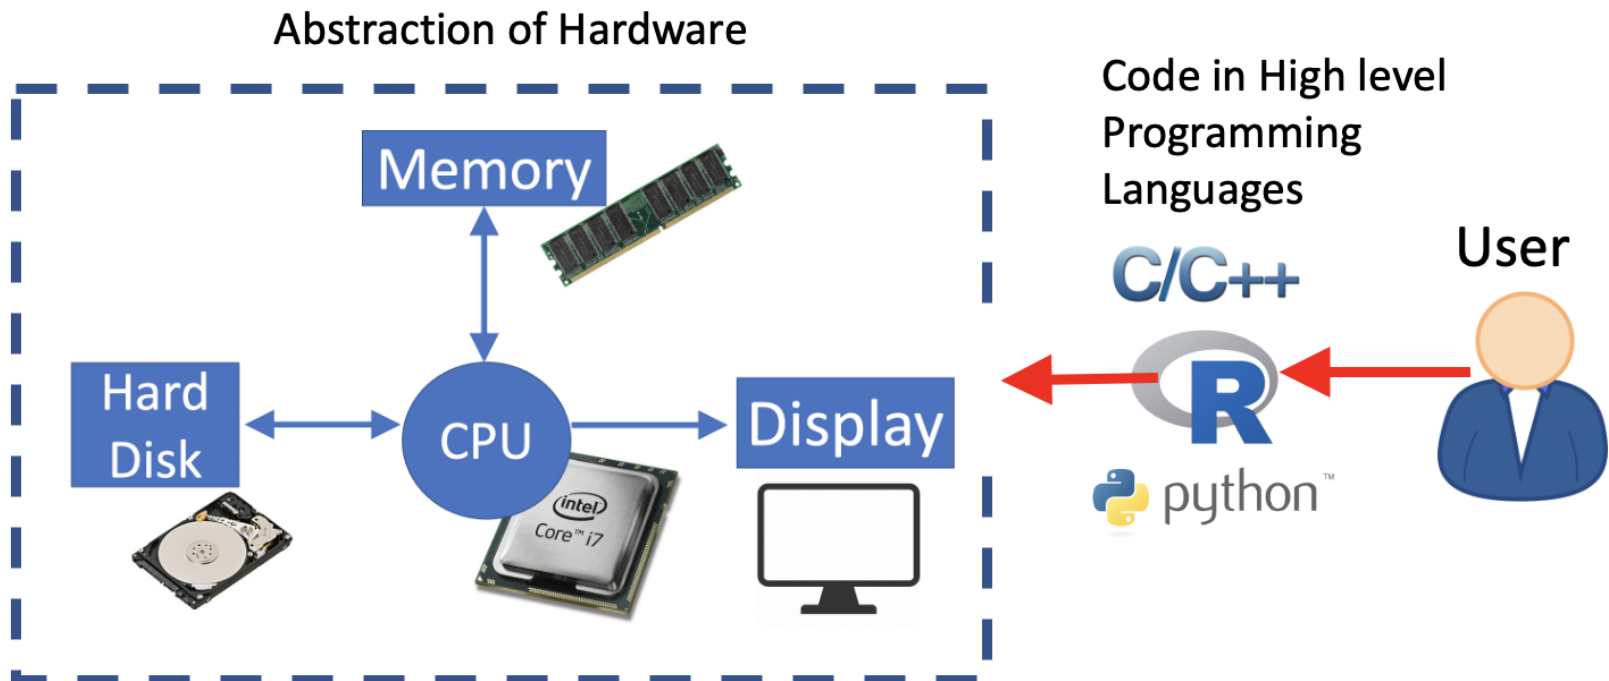 Abstraction of Hardware
Code in High level
Programming
Languages
Memory
User
C/C++
Hard
Disk
CPU
Display
R
intel
Core™ i7
python™